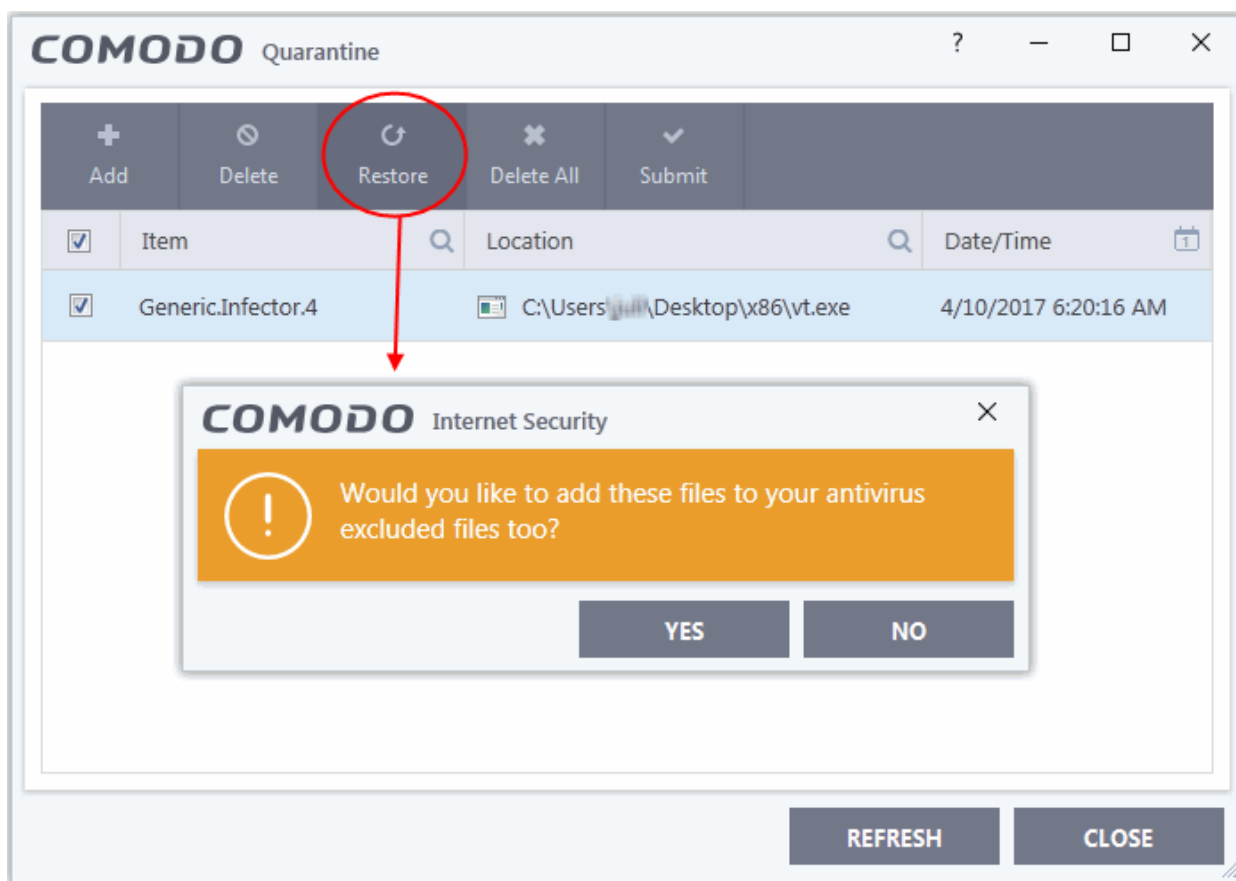 COMODO Quarantine ?
Add Delete Restore Delete All Submit
Item Location Date/Time 1
Generic.Infector.4 C:\Users\ \Desktop\x86\vt.exe 4/10/2017 6:20:16 AM
COMODO Internet Security
Would you like to add these files to your antivirus
excluded files too?
YES NO
REFRESH CLOSE